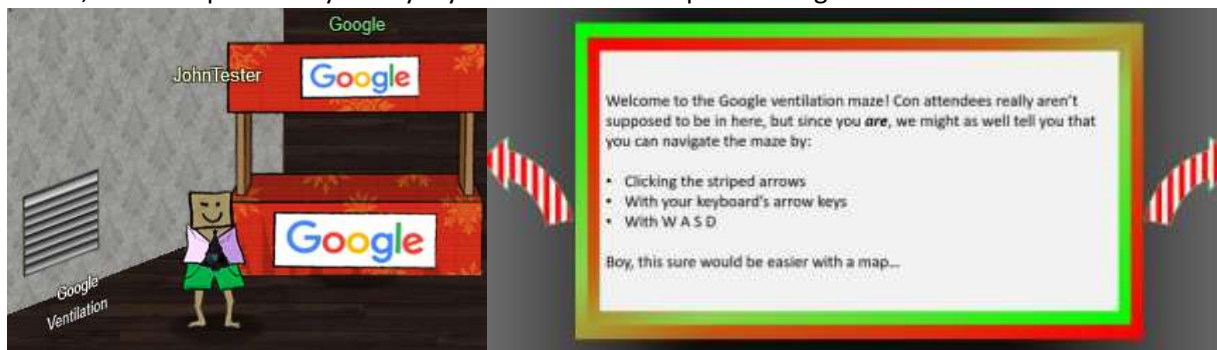 Google
JohnTester
Google
Google
Google
Ventilation
Welcome to the Google ventilation maze! Con attendees really aren't
supposed to be in here, but since you are, we might as well tell you that
you can navigate the maze by:
• Clicking the striped arrows
• With your keyboard's arrow keys
• With W A S D
Boy, this sure would be easier with a map...